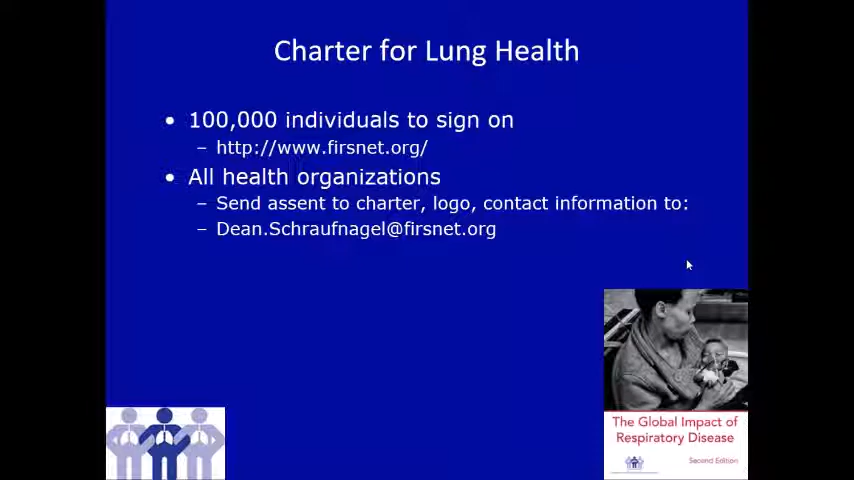 Charter for Lung Health
• 100,000 individuals to sign on
– http://www.firsnet.org/
• All health organizations
– Send assent to charter, logo, contact information to:
– Dean.Schraufnagel@firsnet.org
The Global Impact of
Respiratory Disease
Second Edition